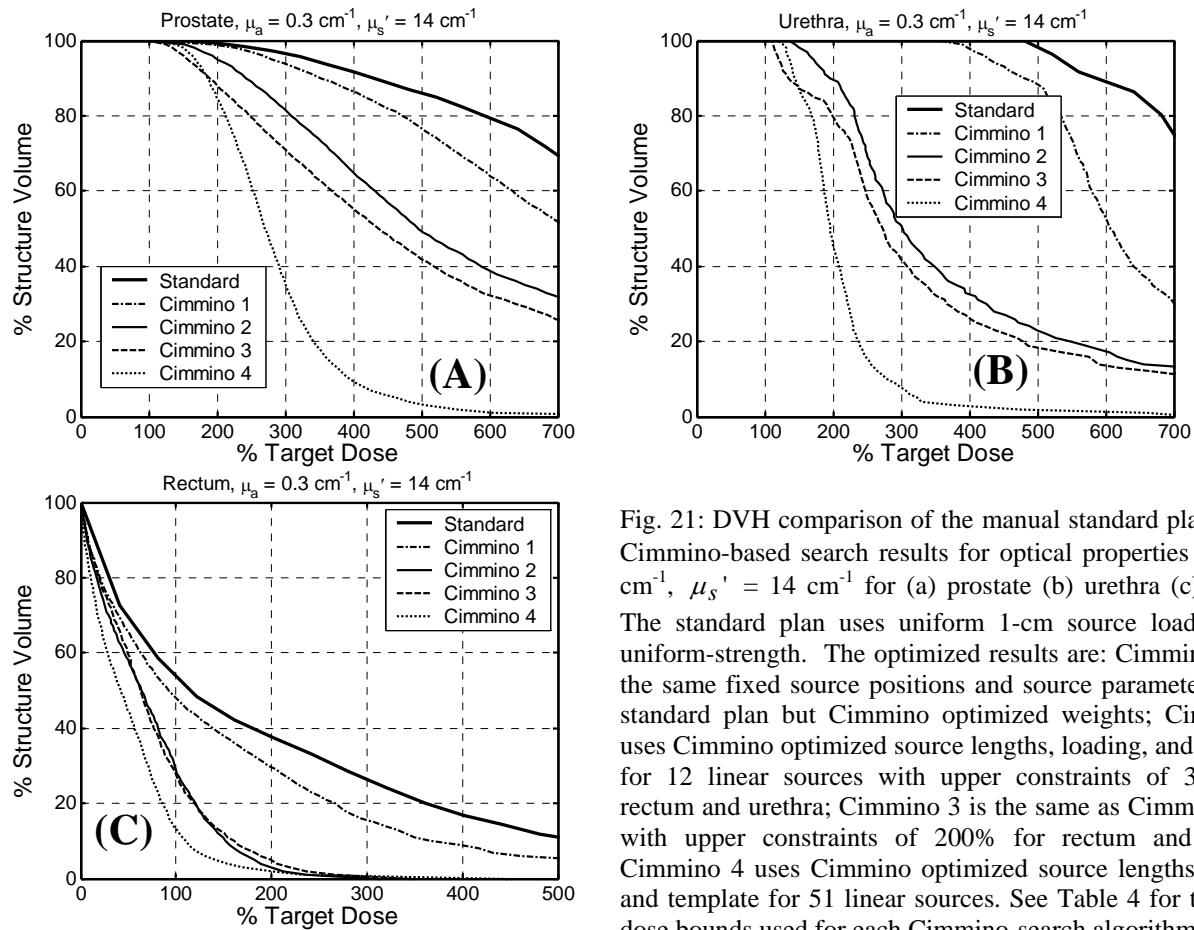 Prostate, μa = 0.3 cm-1, μs' = 14 cm-1
% Structure Volume
100
80
60
40
20
0
Standard
Cimmino 1
Cimmino 2
Cimmino 3
Cimmino 4
(A)
0 100 200 300 400 500 600 700
% Target Dose
Urethra, μa = 0.3 cm-1, μs' = 14 cm-1
% Structure Volume
100
80
60
40
20
0
Standard
Cimmino 1
Cimmino 2
Cimmino 3
Cimmino 4
(B)
0 100 200 300 400 500 600 700
% Target Dose
Rectum, μa = 0.3 cm-1, μs' = 14 cm-1
% Structure Volume
100
80
60
40
20
0
Standard
Cimmino 1
Cimmino 2
Cimmino 3
Cimmino 4
(C)
0 100 200 300 400 500
% Target Dose
Fig. 21: DVH comparison of the manual standard pla
Cimmino-based search results for optical properties
cm-1, μs' = 14 cm-1 for (a) prostate (b) urethra (c)
The standard plan uses uniform 1-cm source load
uniform-strength. The optimized results are: Cimmin
the same fixed source positions and source paramete
standard plan but Cimmino optimized weights; Ci
uses Cimmino optimized source lengths, loading, and
for 12 linear sources with upper constraints of 3
rectum and urethra; Cimmino 3 is the same as Cimm
with upper constraints of 200% for rectum and
Cimmino 4 uses Cimmino optimized source lengths
and template for 51 linear sources. See Table 4 for t
dose bounds used for each Cimmino search algorithm